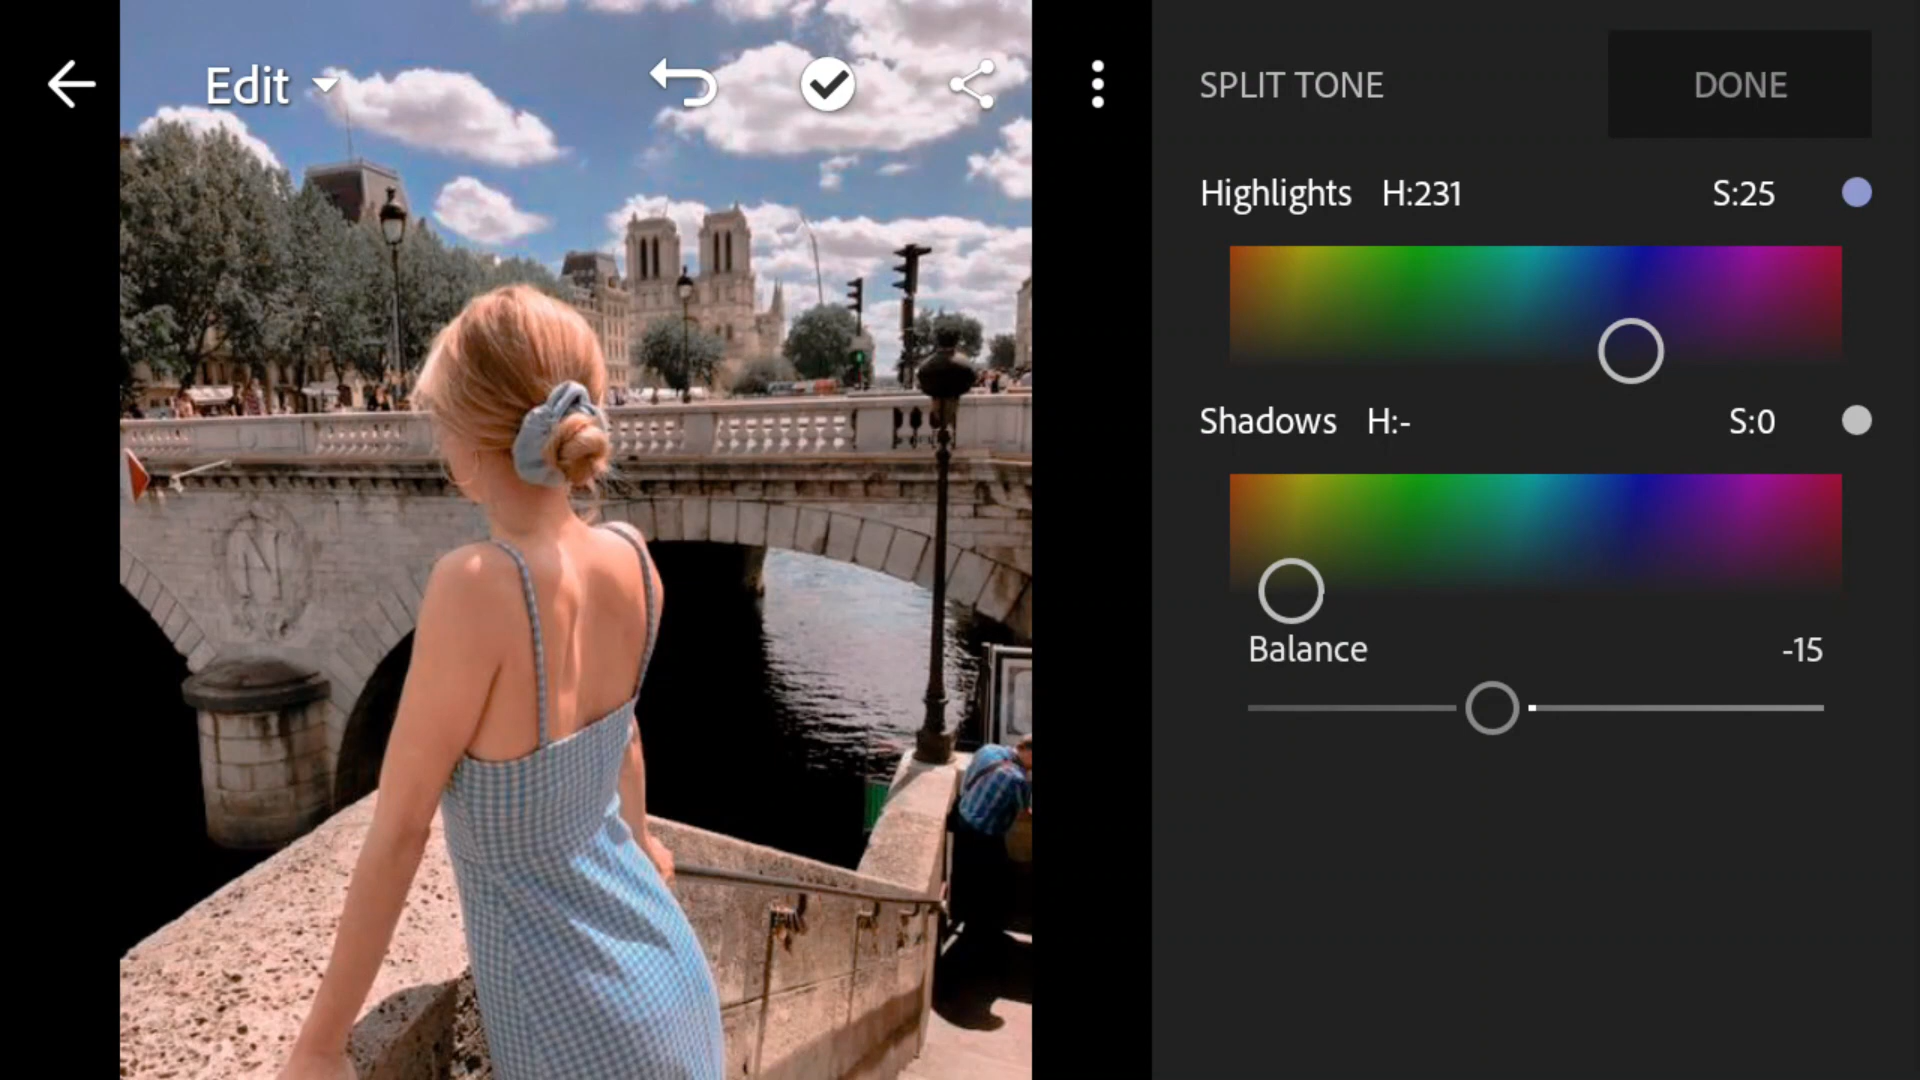 Edit
SPLIT TONE
DONE
Highlights H:231 S:25
Shadows H:- S:0
Balance -15
N